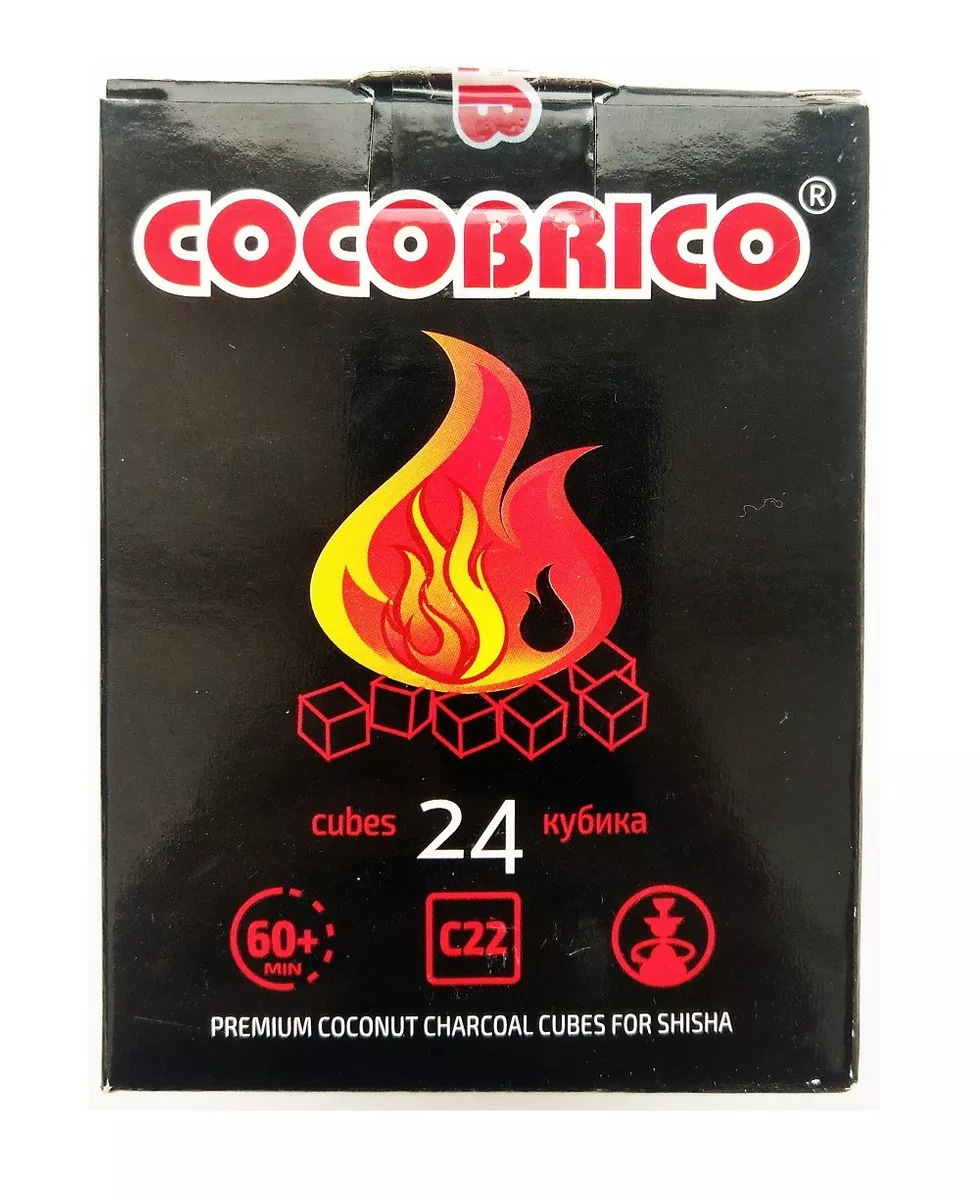 B
COCOBRICO®
cubes 24 кубика
60+ MIN
C22
PREMIUM COCONUT CHARCOAL CUBES FOR SHISHA